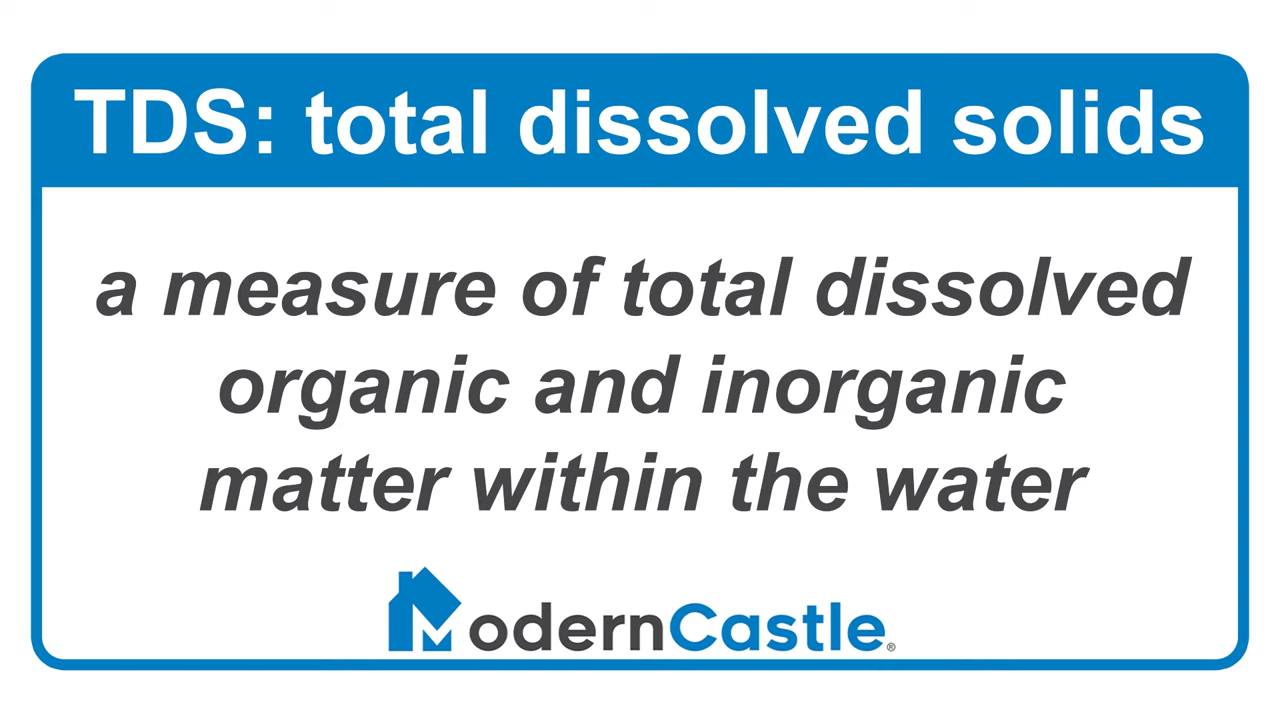 TDS: total dissolved solids
a measure of total dissolved
organic and inorganic
matter within the water
ModernCastle®